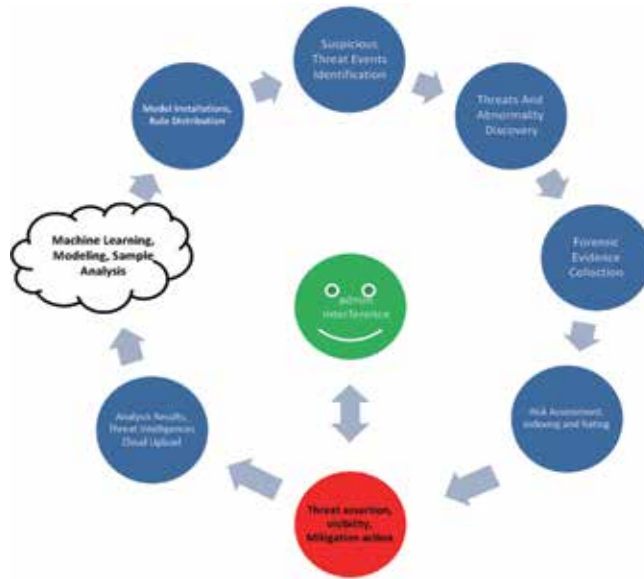 Suspicious
Threat Events
Identification
Threats And
Abnormality
Discovery
Forensic
Evidence
Collection
Risk Assessment,
Indexing and Rating
Threat assertion,
visibility,
Mitigation action
Analysis Results,
Threat Intelligences
Cloud Upload
Machine Learning,
Modeling, Sample
Analysis
Model Installations,
Rule Distribution
admin
interference